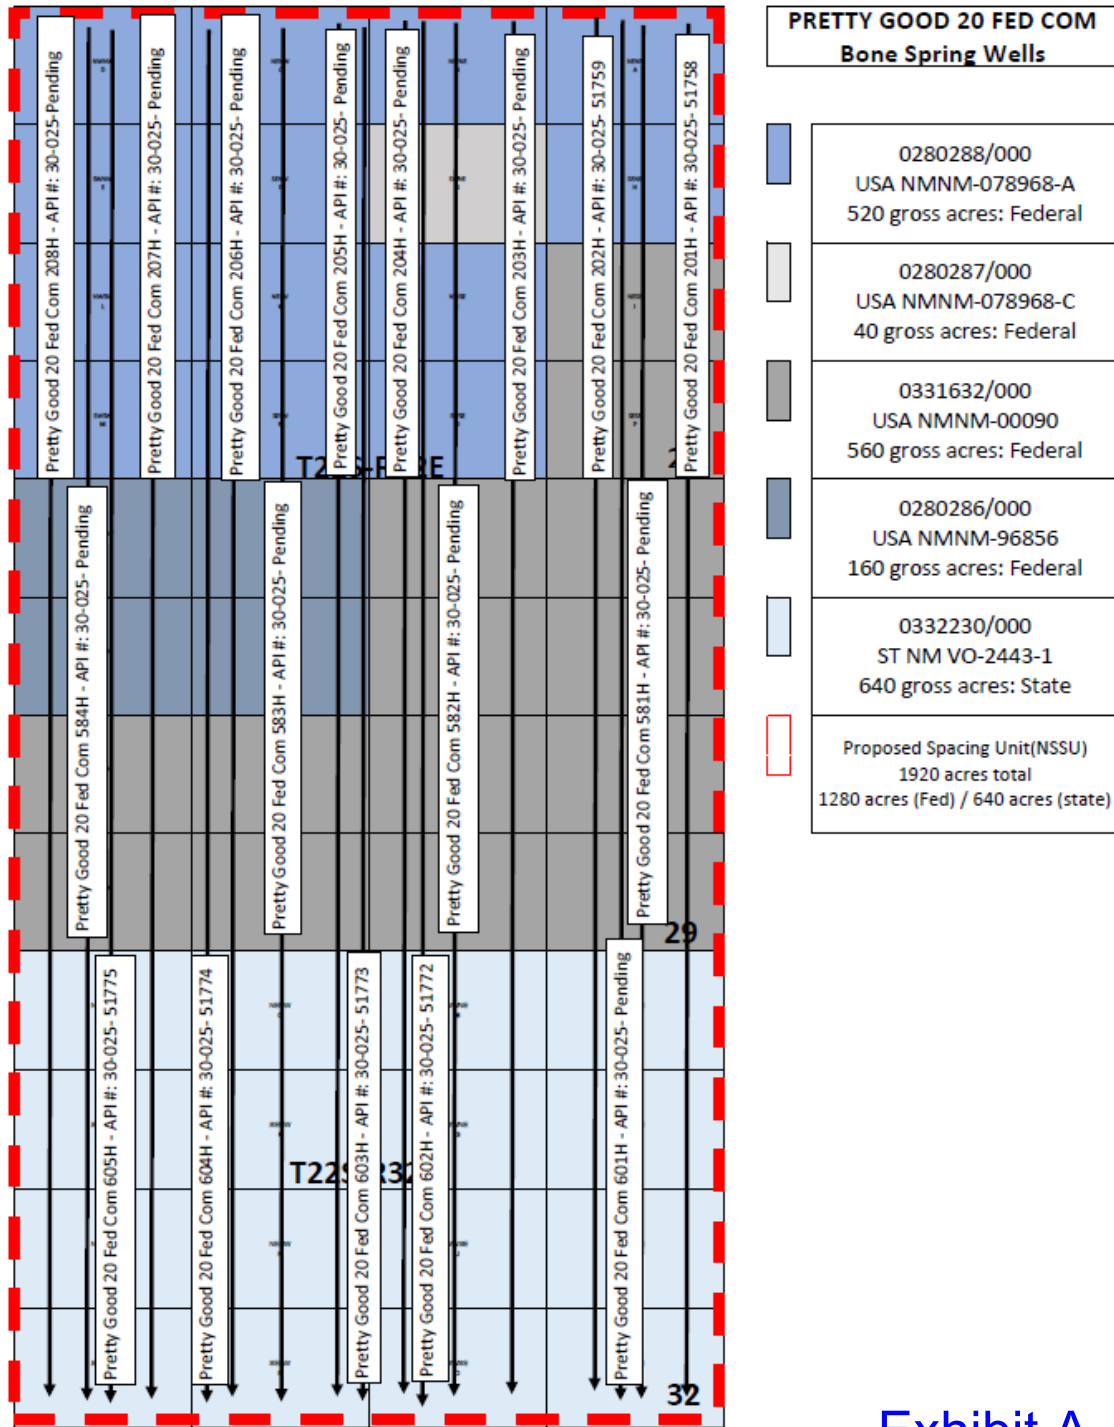 PRETTY GOOD 20 FED COM
Bone Spring Wells
0280288/000
USA NMNM-078968-A
520 gross acres: Federal
0280287/000
USA NMNM-078968-C
40 gross acres: Federal
0331632/000
USA NMNM-00090
560 gross acres: Federal
0280286/000
USA NMNM-96856
160 gross acres: Federal
0332230/000
ST NM VO-2443-1
640 gross acres: State
Proposed Spacing Unit(NSSU)
1920 acres total
1280 acres (Fed) / 640 acres (state)
Pretty Good 20 Fed Com 208H - API #: 30-025-Pending
Pretty Good 20 Fed Com 207H - API #: 30-025- Pending
Pretty Good 20 Fed Com 206H - API #: 30-025- Pending
Pretty Good 20 Fed Com 205H - API #: 30-025- Pending
Pretty Good 20 Fed Com 204H - API #: 30-025- Pending
Pretty Good 20 Fed Com 203H - API #: 30-025- Pending
Pretty Good 20 Fed Com 202H - API #: 30-025- 51759
Pretty Good 20 Fed Com 201H - API #: 30-025- 51758
Pretty Good 20 Fed Com 584H - API #: 30-025- Pending
Pretty Good 20 Fed Com 583H - API #: 30-025- Pending
Pretty Good 20 Fed Com 582H - API #: 30-025- Pending
Pretty Good 20 Fed Com 581H - API #: 30-025- Pending
29
Pretty Good 20 Fed Com 605H - API #: 30-025- 51775
Pretty Good 20 Fed Com 604H - API #: 30-025- 51774
Pretty Good 20 Fed Com 603H - API #: 30-025- 51773
Pretty Good 20 Fed Com 602H - API #: 30-025- 51772
Pretty Good 20 Fed Com 601H - API #: 30-025- Pending
32
Exhibit A